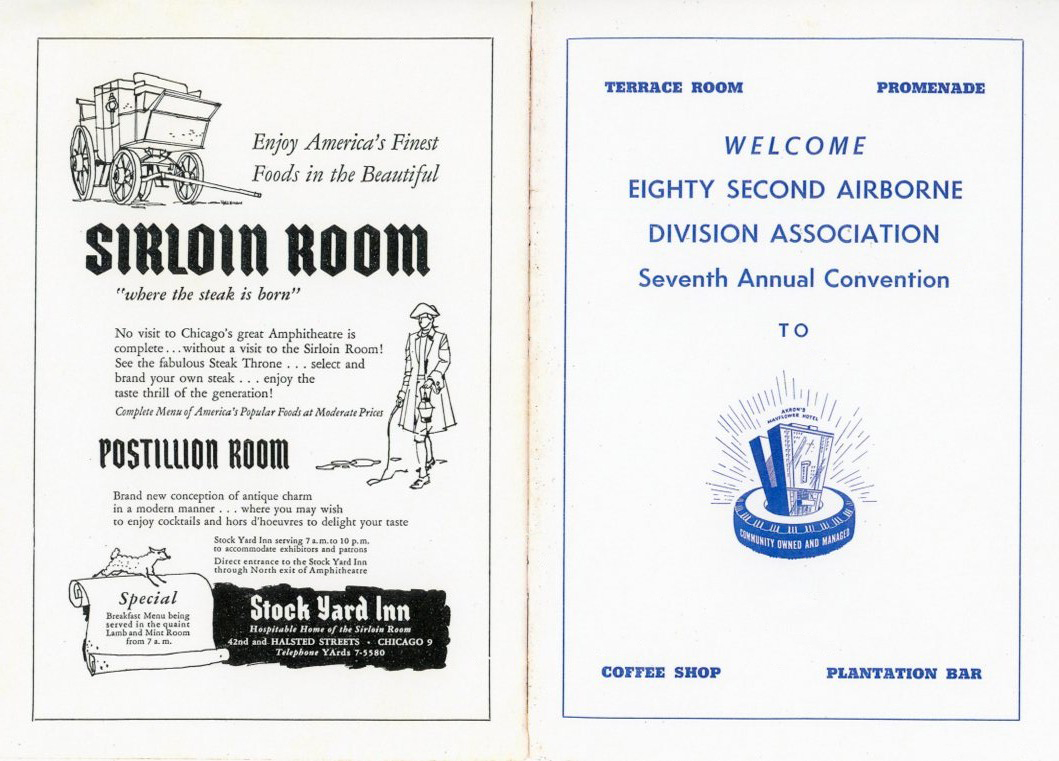 Enjoy America's Finest
Foods in the Beautiful
SIRLOIN ROOM
"where the steak is born"
No visit to Chicago's great Amphitheatre is
complete...without a visit to the Sirloin Room!
See the fabulous Steak Throne . . . select and
brand your own steak . . . enjoy the
taste thrill of the generation!
Complete Menu of America's Popular Foods at Moderate Prices
POSTILLION ROOM
Brand new conception of antique charm
in a modern manner . . . where you may wish
to enjoy cocktails and hors d'hoeuvres to delight your taste
Stock Yard Inn serving 7 a.m. to 10 p.m.
to accommodate exhibitors and patrons
Direct entrance to the Stock Yard Inn
through North exit of Amphitheatre
Special
Breakfast Menu being
served in the quaint
Lamb and Mint Room
from 7 a.m.
Stock Yard Inn
Hospitable Home of the Sirloin Room
42nd and HALSTED STREETS • CHICAGO 9
Telephone YArds 7-5580
TERRACE ROOM PROMENADE
WELCOME
EIGHTY SECOND AIRBORNE
DIVISION ASSOCIATION
Seventh Annual Convention
TO
AKRON'S
MAYFLOWER HOTEL
COMMUNITY OWNED AND MANAGED
COFFEE SHOP PLANTATION BAR